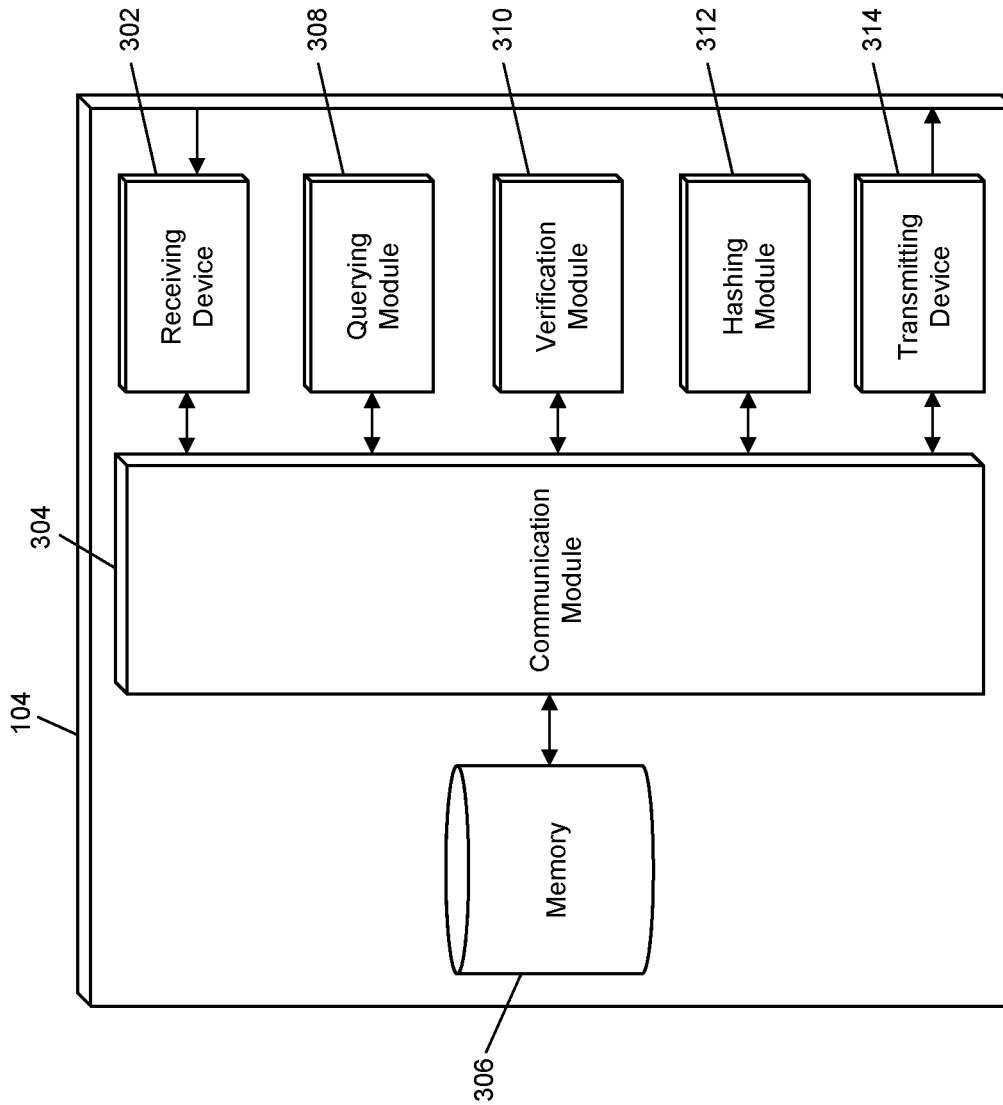 104
304
302
308
310
312
314
306
Receiving
Device
Querying
Module
Verification
Module
Hashing
Module
Transmitting
Device
Communication
Module
Memory